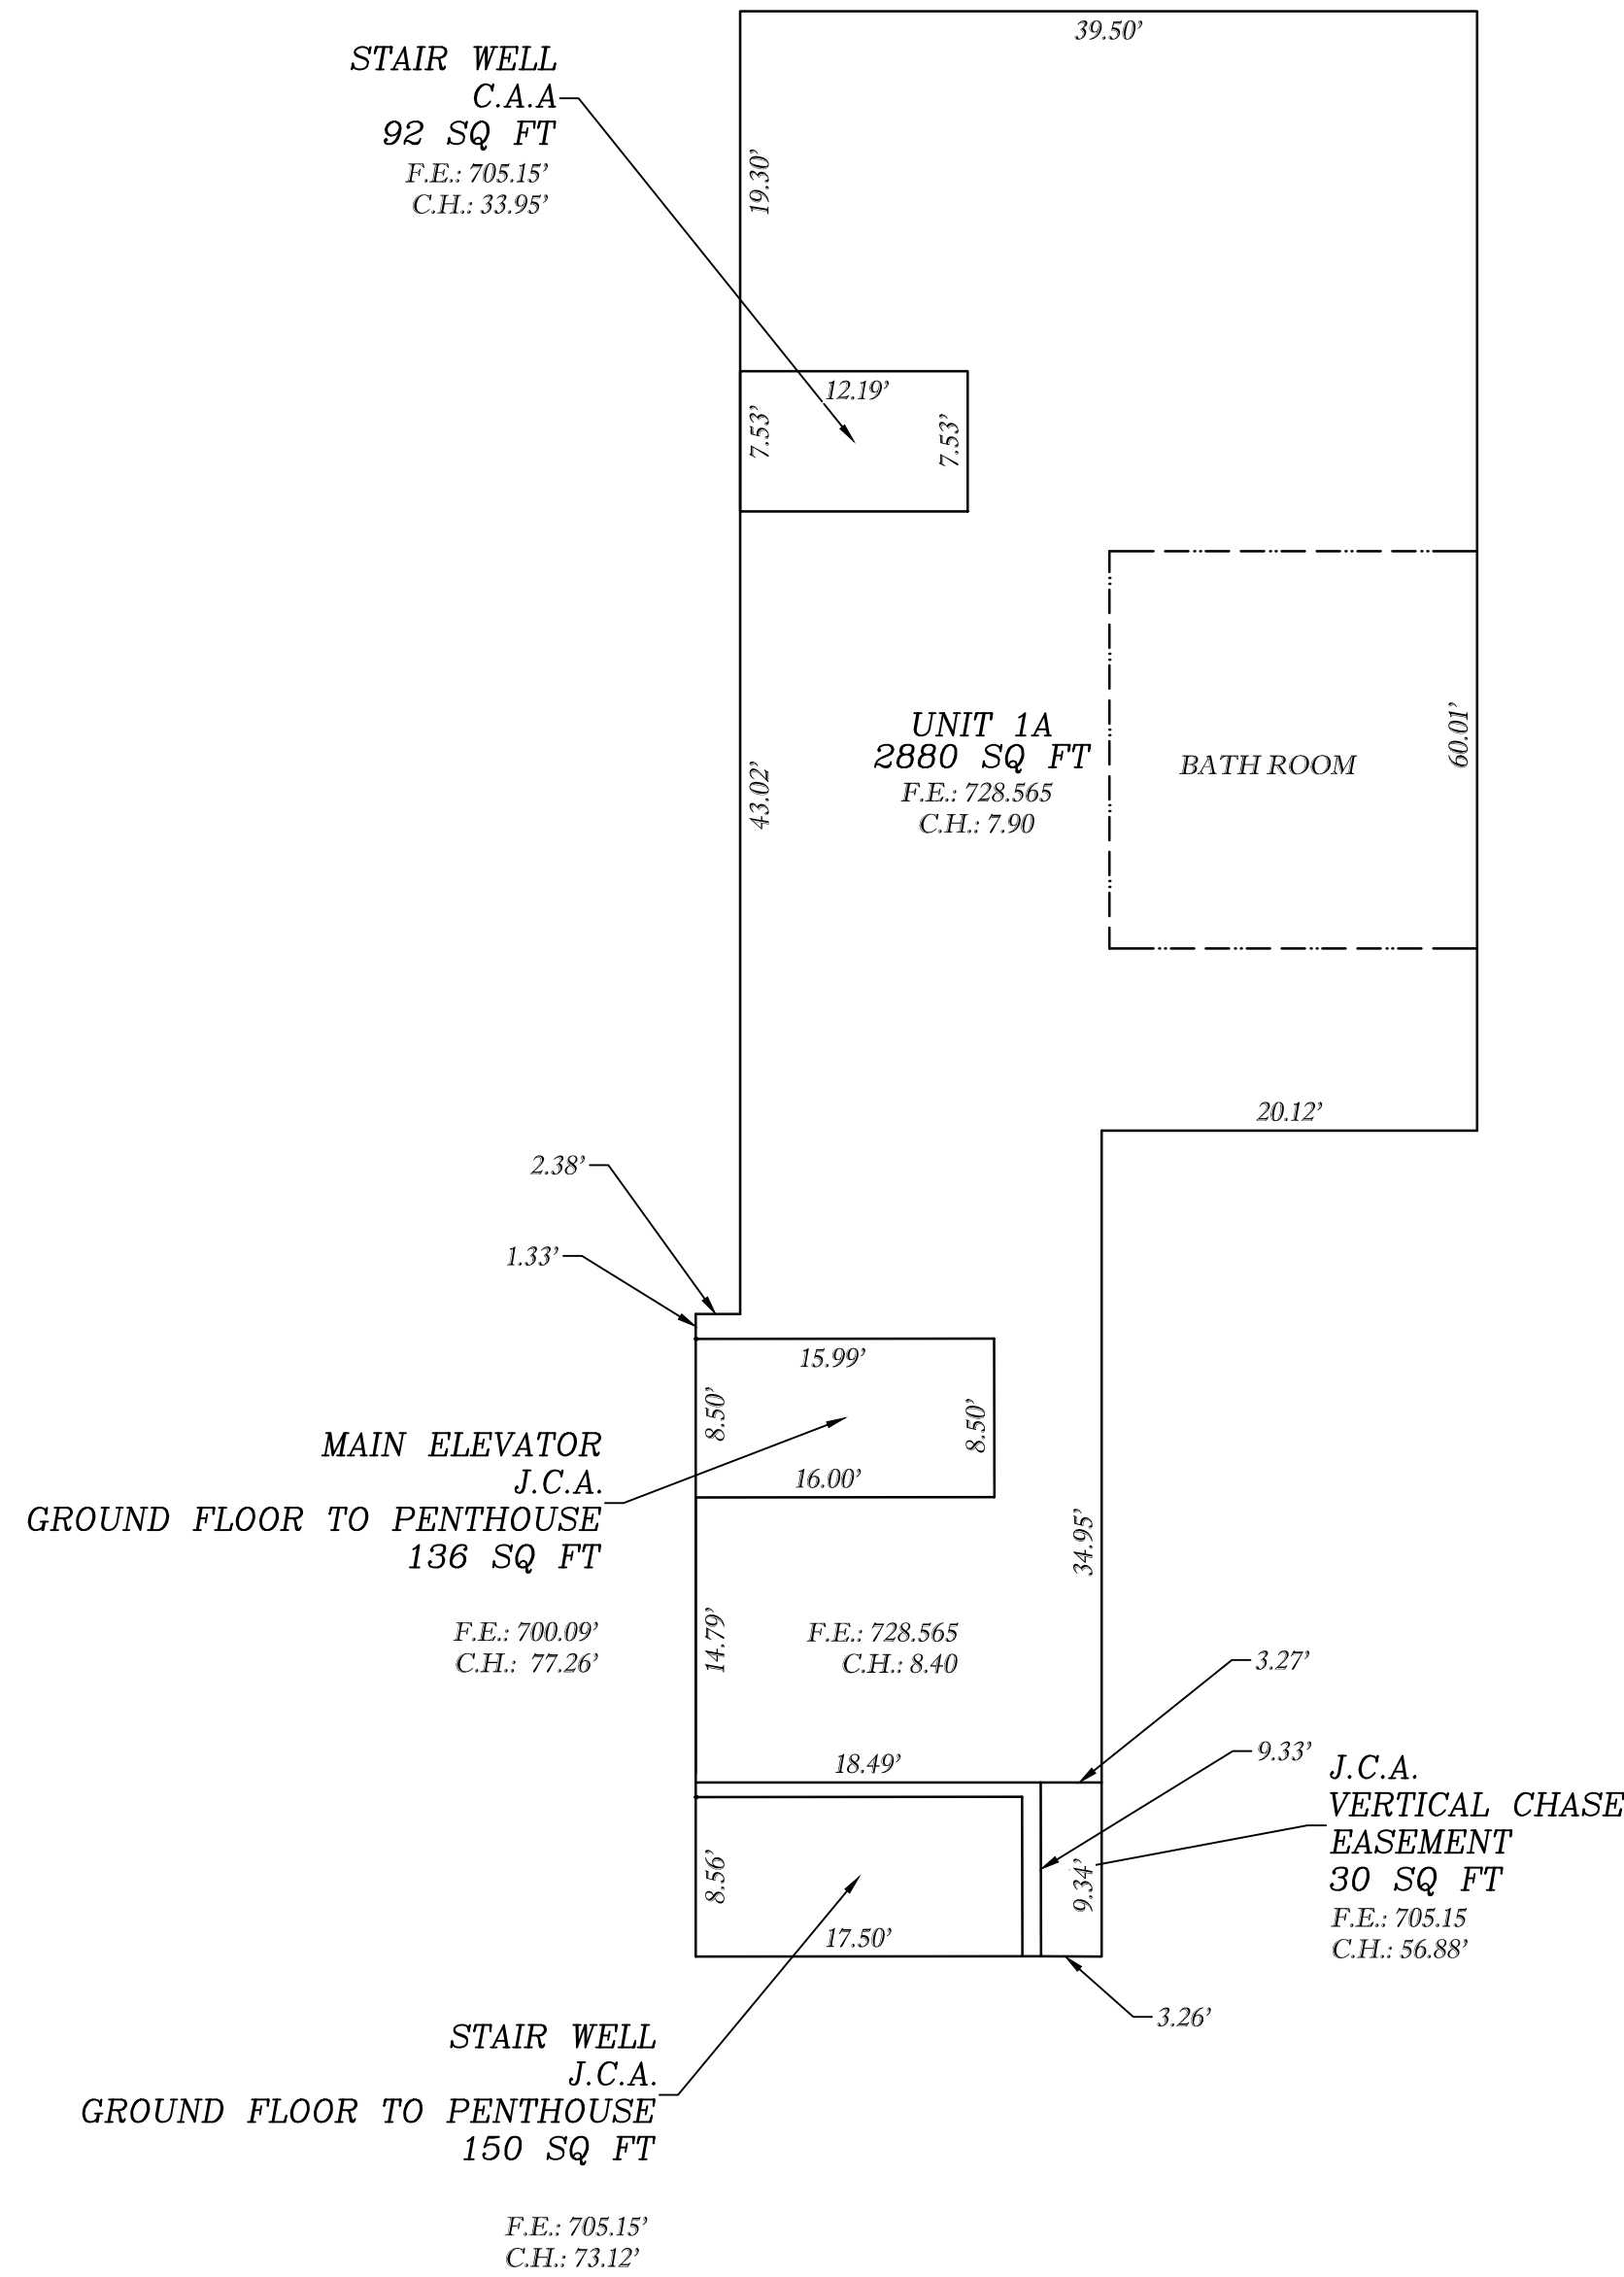 39.50'
STAIR WELL
C.A.A
92 SQ FT
F.E.: 705.15'
C.H.: 33.95'
19.30'
12.19'
7.53'
7.53'
43.02'
UNIT 1A
2880 SQ FT
F.E.: 728.565
C.H.: 7.90
BATH ROOM
60.01'
20.12'
2.38'
1.33'
15.99'
8.50'
8.50'
16.00'
MAIN ELEVATOR
J.C.A.
GROUND FLOOR TO PENTHOUSE
136 SQ FT
F.E.: 700.09'
C.H.: 77.26'
34.95'
14.79'
F.E.: 728.565
C.H.: 8.40
3.27'
9.33'
18.49'
J.C.A.
VERTICAL CHASE
EASEMENT
30 SQ FT
F.E.: 705.15
C.H.: 56.88'
8.56'
9.34'
17.50'
3.26'
STAIR WELL
J.C.A.
GROUND FLOOR TO PENTHOUSE
150 SQ FT
F.E.: 705.15'
C.H.: 73.12'